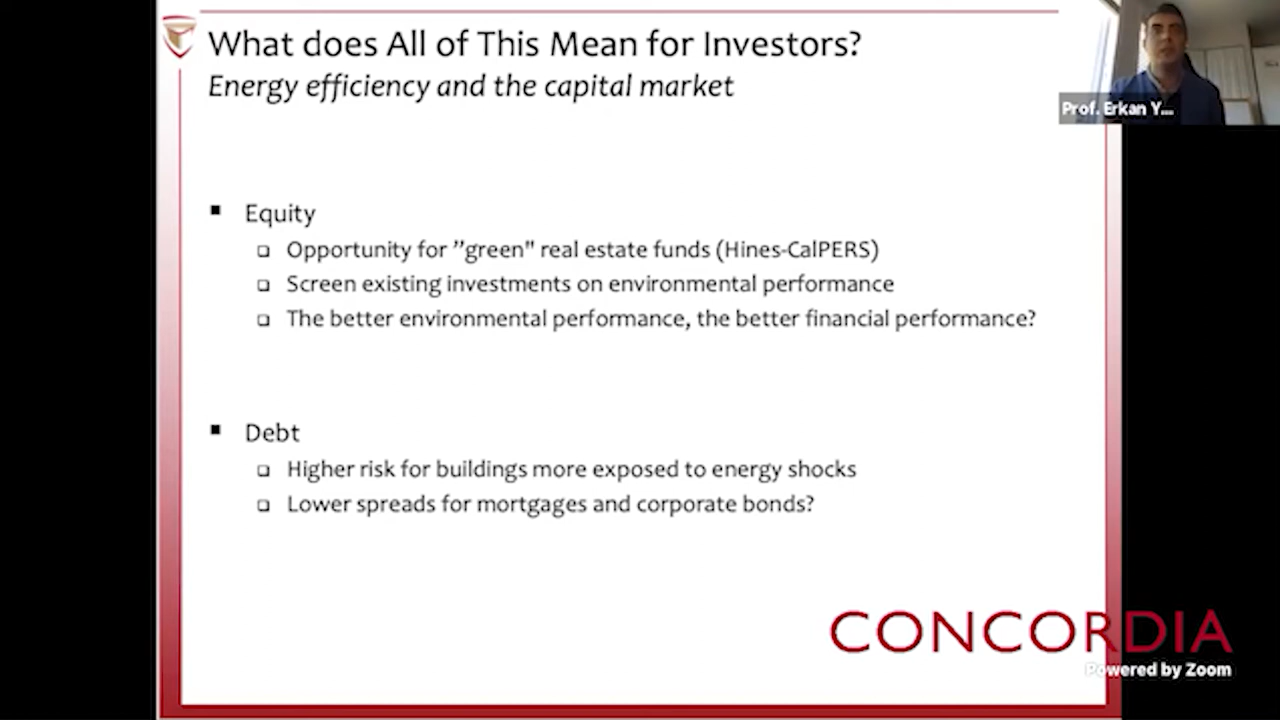 What does All of This Mean for Investors?
Energy efficiency and the capital market
Prof. Erkan Y...
▪ Equity
❑ Opportunity for ”green" real estate funds (Hines-CalPERS)
❑ Screen existing investments on environmental performance
❑ The better environmental performance, the better financial performance?
▪ Debt
❑ Higher risk for buildings more exposed to energy shocks
❑ Lower spreads for mortgages and corporate bonds?
CONCORDIA
Powered by Zoom